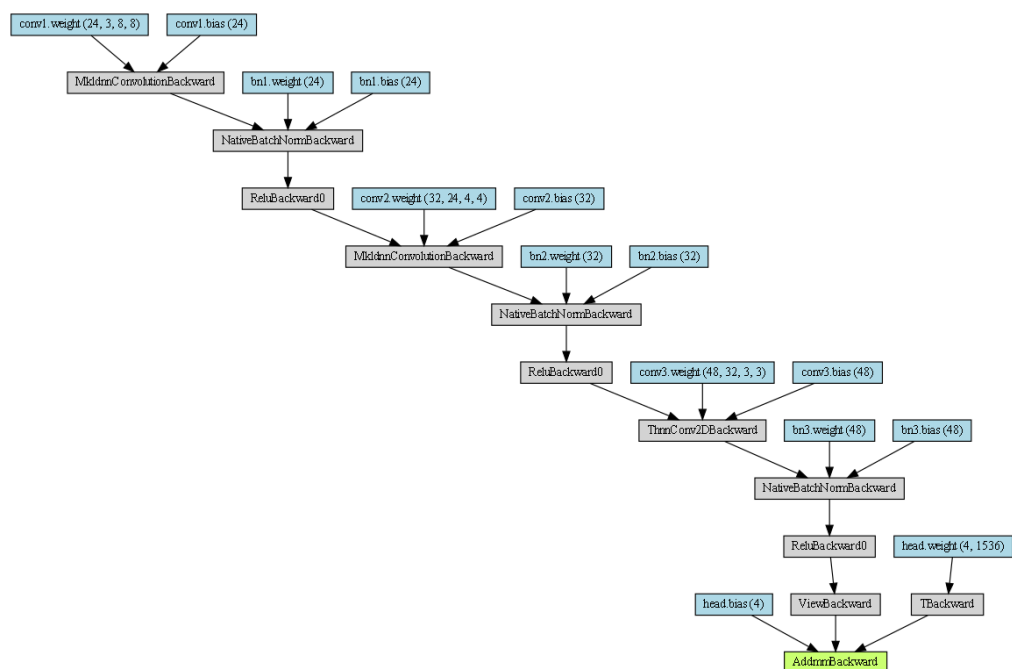 conv1.weight (24, 3, 8, 8)
conv1.bias (24)
MkldnnConvolutionBackward
bn1.weight (24)
bn1.bias (24)
NativeBatchNormBackward
ReluBackward0
conv2.weight (32, 24, 4, 4)
conv2.bias (32)
MkldnnConvolutionBackward
bn2.weight (32)
bn2.bias (32)
NativeBatchNormBackward
ReluBackward0
conv3.weight (48, 32, 3, 3)
conv3.bias (48)
ThnnConv2DBackward
bn3.weight (48)
bn3.bias (48)
NativeBatchNormBackward
ReluBackward0
head.weight (4, 1536)
head.bias (4)
ViewBackward
TBackward
AddmmBackward